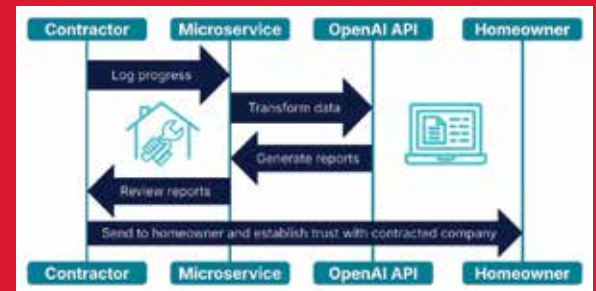 Contractor Microservice OpenAI API Homeowner
Log progress
Transform data
Generate reports
Review reports
Send to homeowner and establish trust with contracted company
Contractor Microservice OpenAI API Homeowner